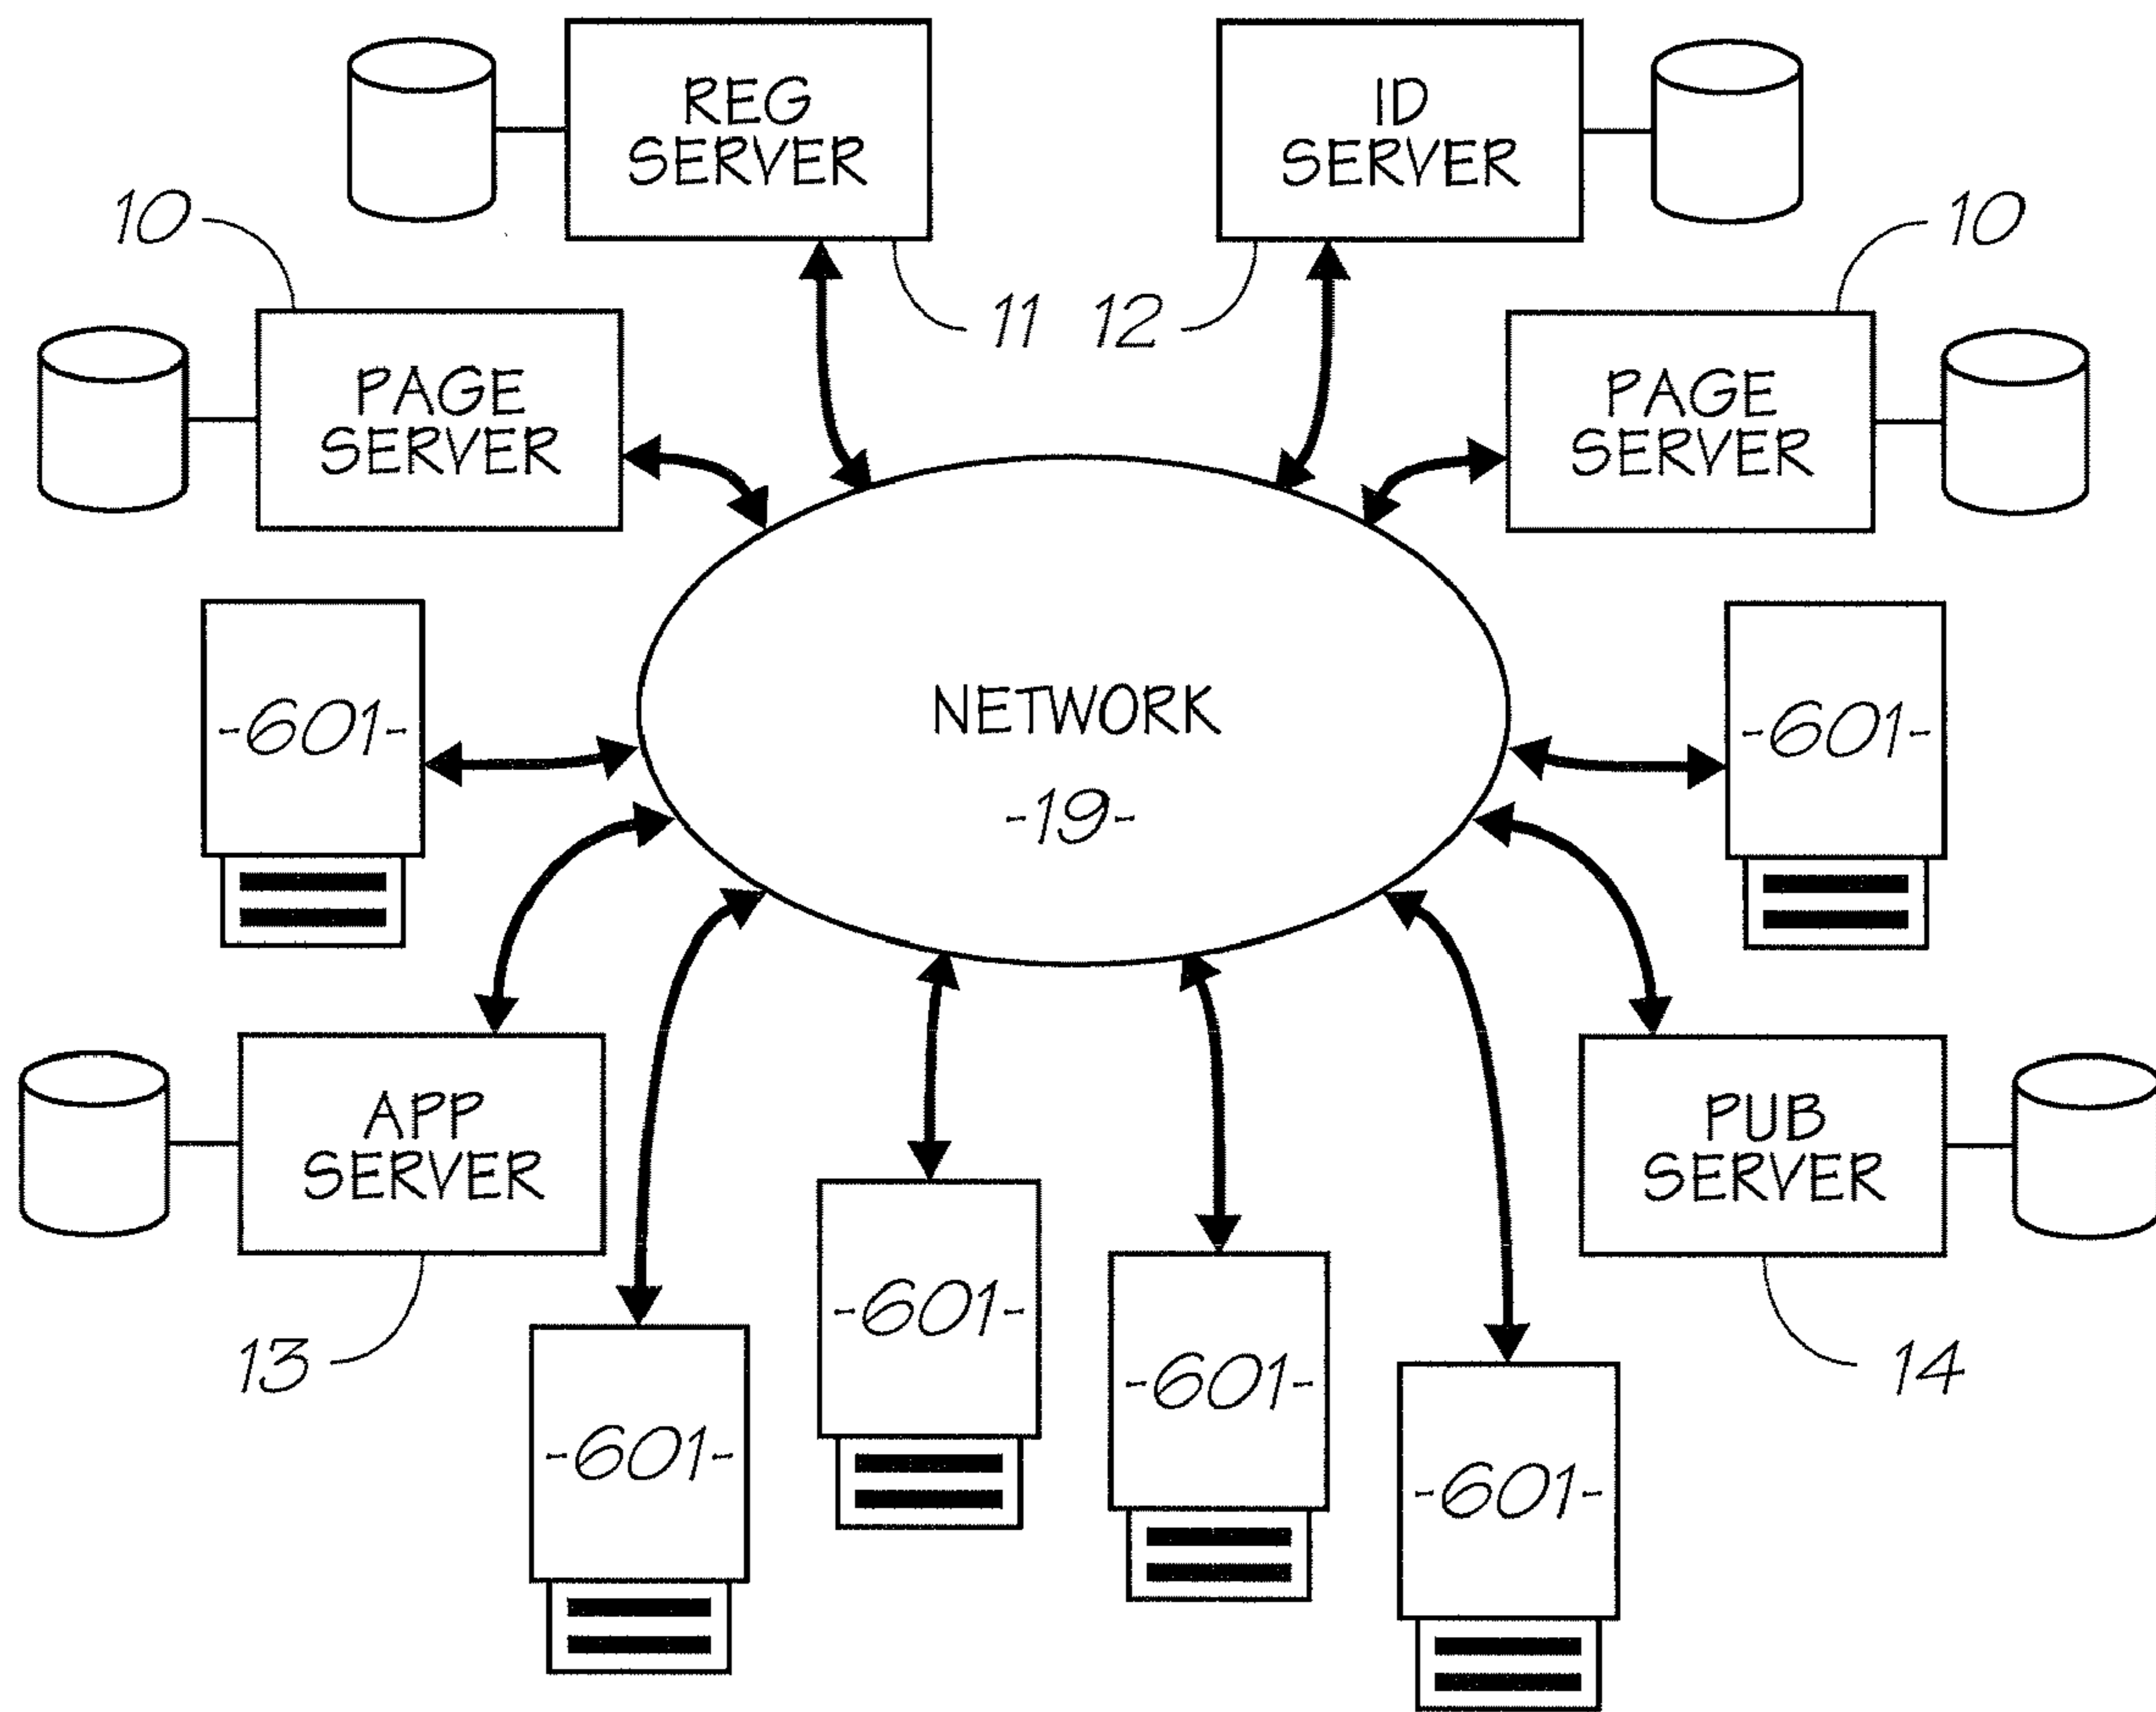 REG
SERVER
ID
SERVER
10
10
11
12
PAGE
SERVER
PAGE
SERVER
-601-
NETWORK
-19-
-601-
APP
SERVER
PUB
SERVER
13
14
-601-
-601-
-601-
-601-